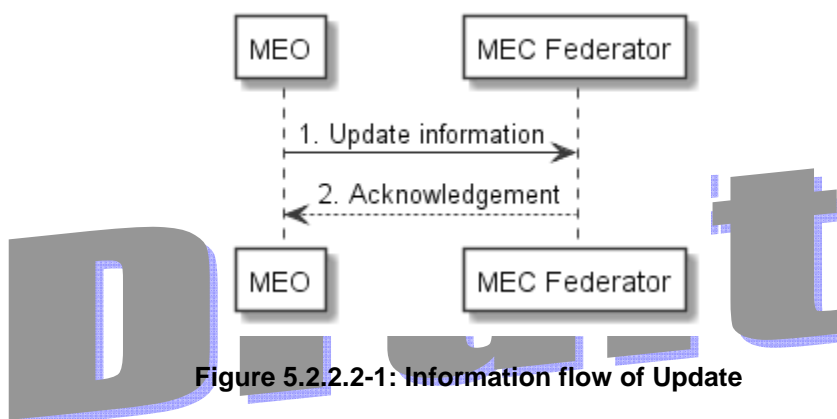 MEO MEC Federator
1. Update information
2. Acknowledgement
MEO MEC Federator
Figure 5.2.2.2-1: Information flow of Update